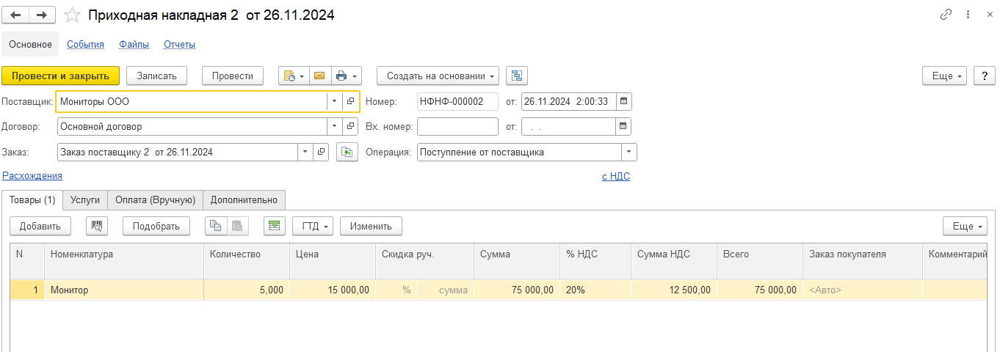 Приходная накладная 2 от 26.11.2024
Основное События Файлы Отчеты
Провести и закрыть Записать Провести Создать на основании Еще ?
Поставщик: Мониторы ООО Номер: НФНФ-000002 от: 26.11.2024 2:00:33
Договор: Основной договор Вх. номер: от: . .
Заказ: Заказ поставщику 2 от 26.11.2024 Операция: Поступление от поставщика
Расхождения с НДС
Товары (1) Услуги Оплата (Вручную) Дополнительно
Добавить Подобрать ГТД Изменить Еще
N Номенклатура Количество Цена Скидка руч. Сумма % НДС Сумма НДС Всего Заказ покупателя Комментарий
1 Монитор 5,000 15 000,00 % сумма 75 000,00 20% 12 500,00 75 000,00 <Авто>